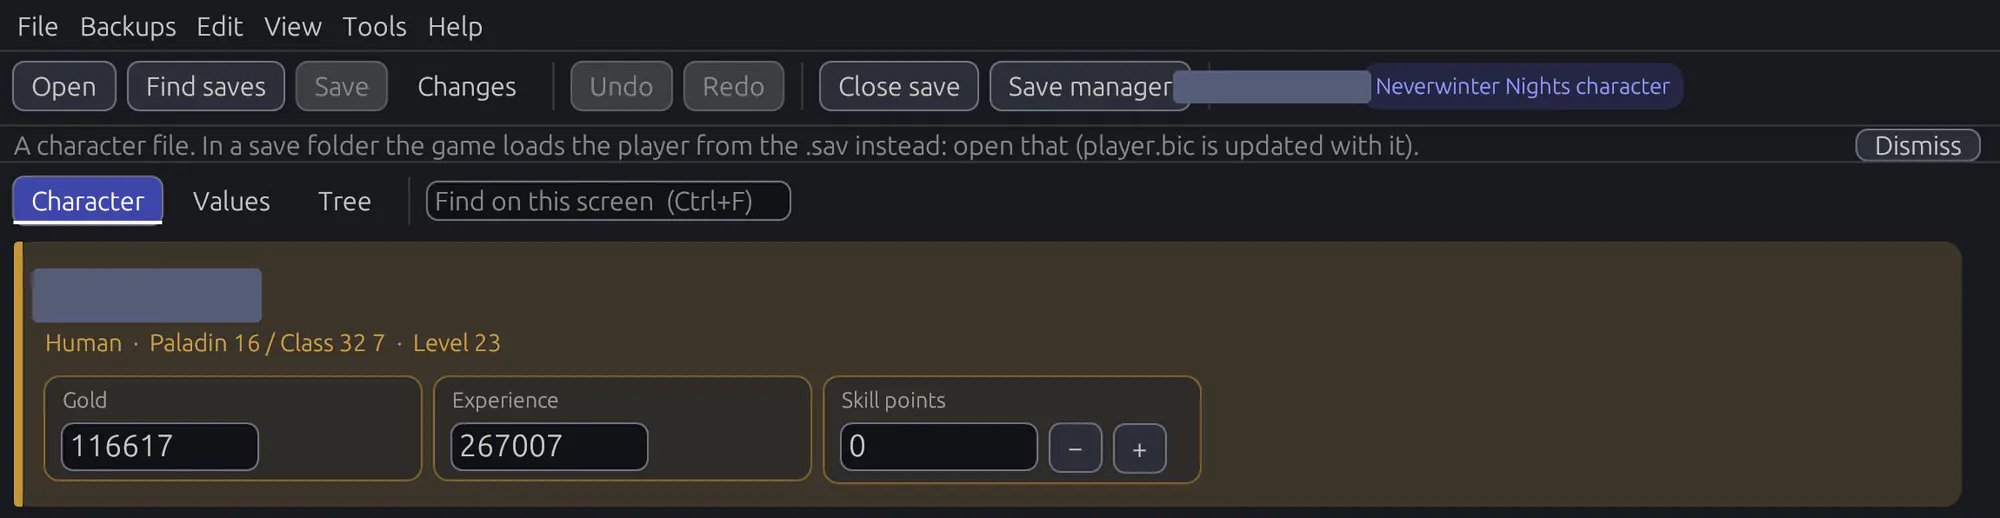 File Backups Edit View Tools Help
Open Find saves Save Changes Undo Redo Close save Save manager Neverwinter Nights character
A character file. In a save folder the game loads the player from the .sav instead: open that (player.bic is updated with it). Dismiss
Character Values Tree Find on this screen (Ctrl+F)
Human · Paladin 16 / Class 32 7 · Level 23
Gold Experience Skill points
116617 267007 0 − +